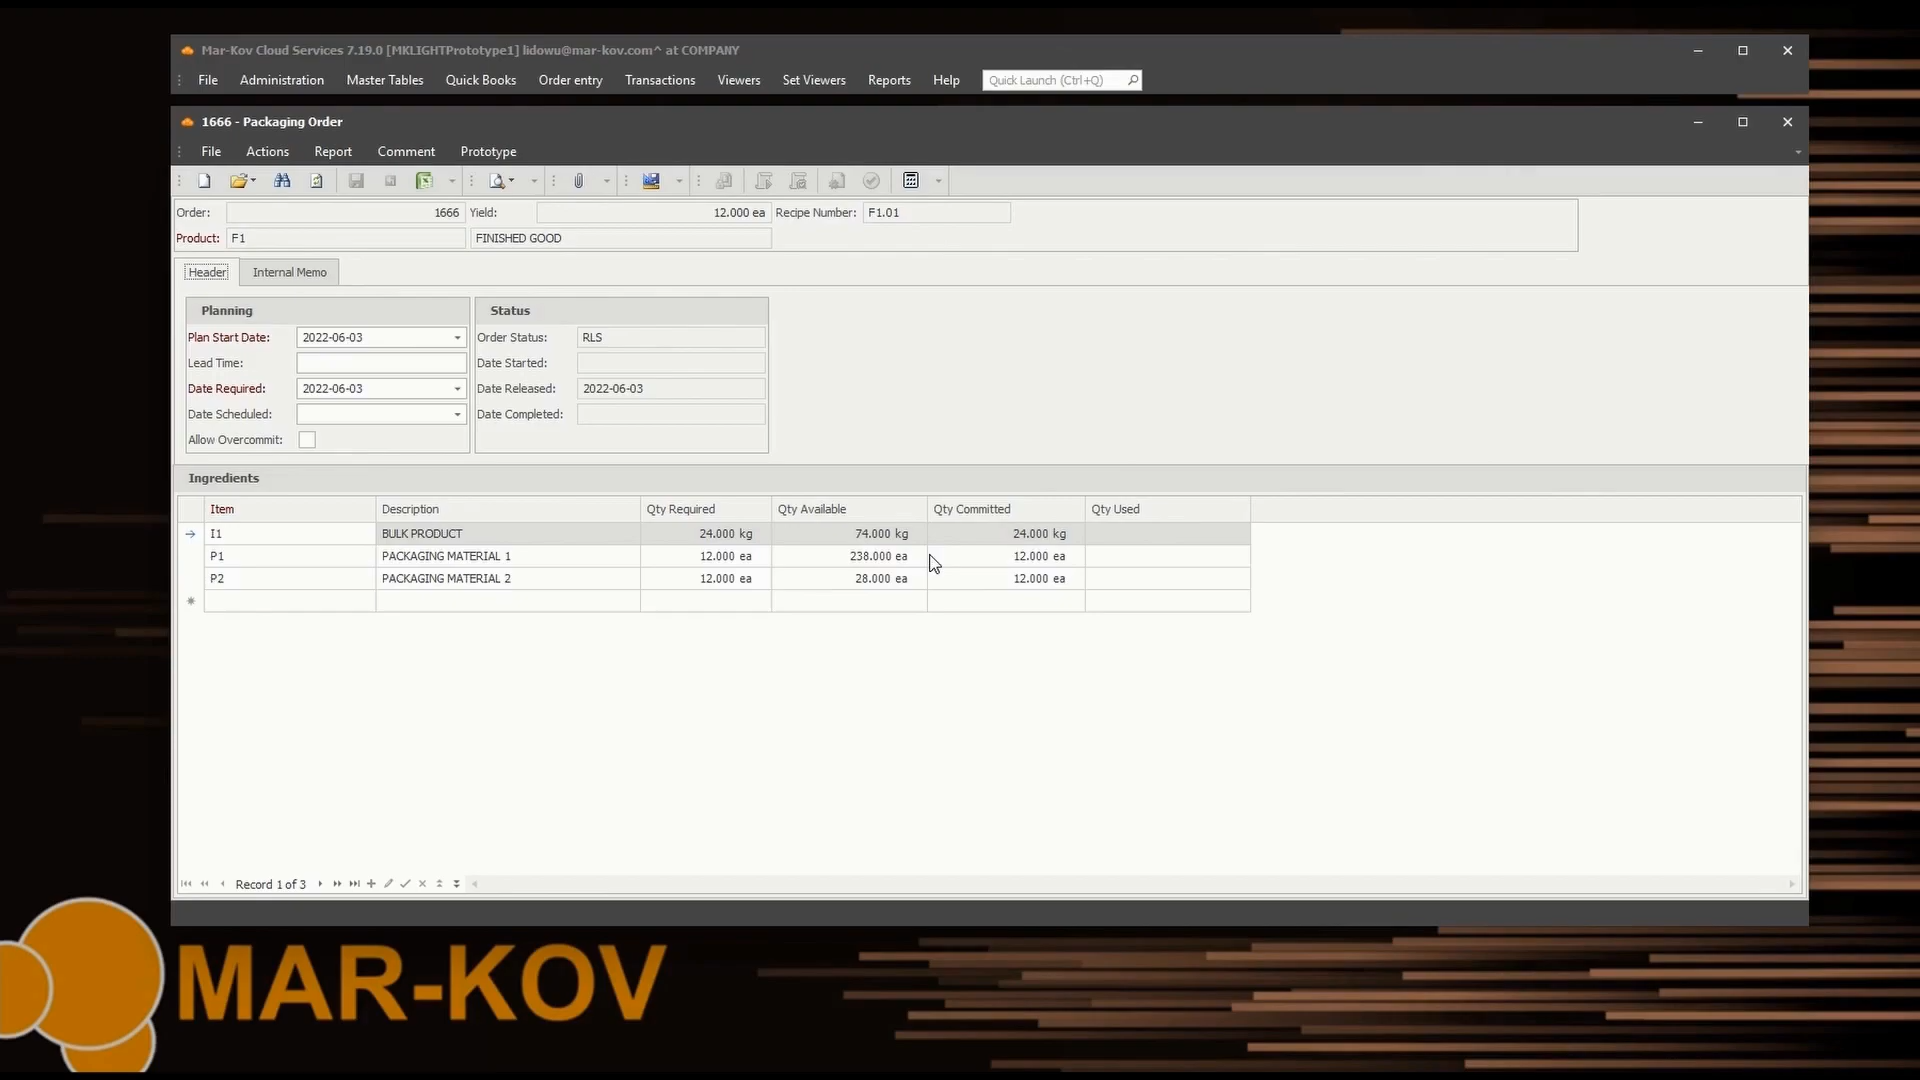 Mar-Kov Cloud Services 7.19.0 [MKLIGHTPrototype1] lidowu@mar-kov.com^ at COMPANY
File Administration Master Tables Quick Books Order entry Transactions Viewers Set Viewers Reports Help Quick Launch (Ctrl+Q)
1666 - Packaging Order
File Actions Report Comment Prototype
Order: 1666 Yield: 12.000 ea Recipe Number: F1.01
Product: F1 FINISHED GOOD
Header Internal Memo
Planning Status
Plan Start Date: 2022-06-03 Order Status: RLS
Lead Time: Date Started:
Date Required: 2022-06-03 Date Released: 2022-06-03
Date Scheduled: Date Completed:
Allow Overcommit:
Ingredients
Item Description Qty Required Qty Available Qty Committed Qty Used
I1 BULK PRODUCT 24.000 kg 74.000 kg 24.000 kg
P1 PACKAGING MATERIAL 1 12.000 ea 238.000 ea 12.000 ea
P2 PACKAGING MATERIAL 2 12.000 ea 28.000 ea 12.000 ea
Record 1 of 3
MAR-KOV